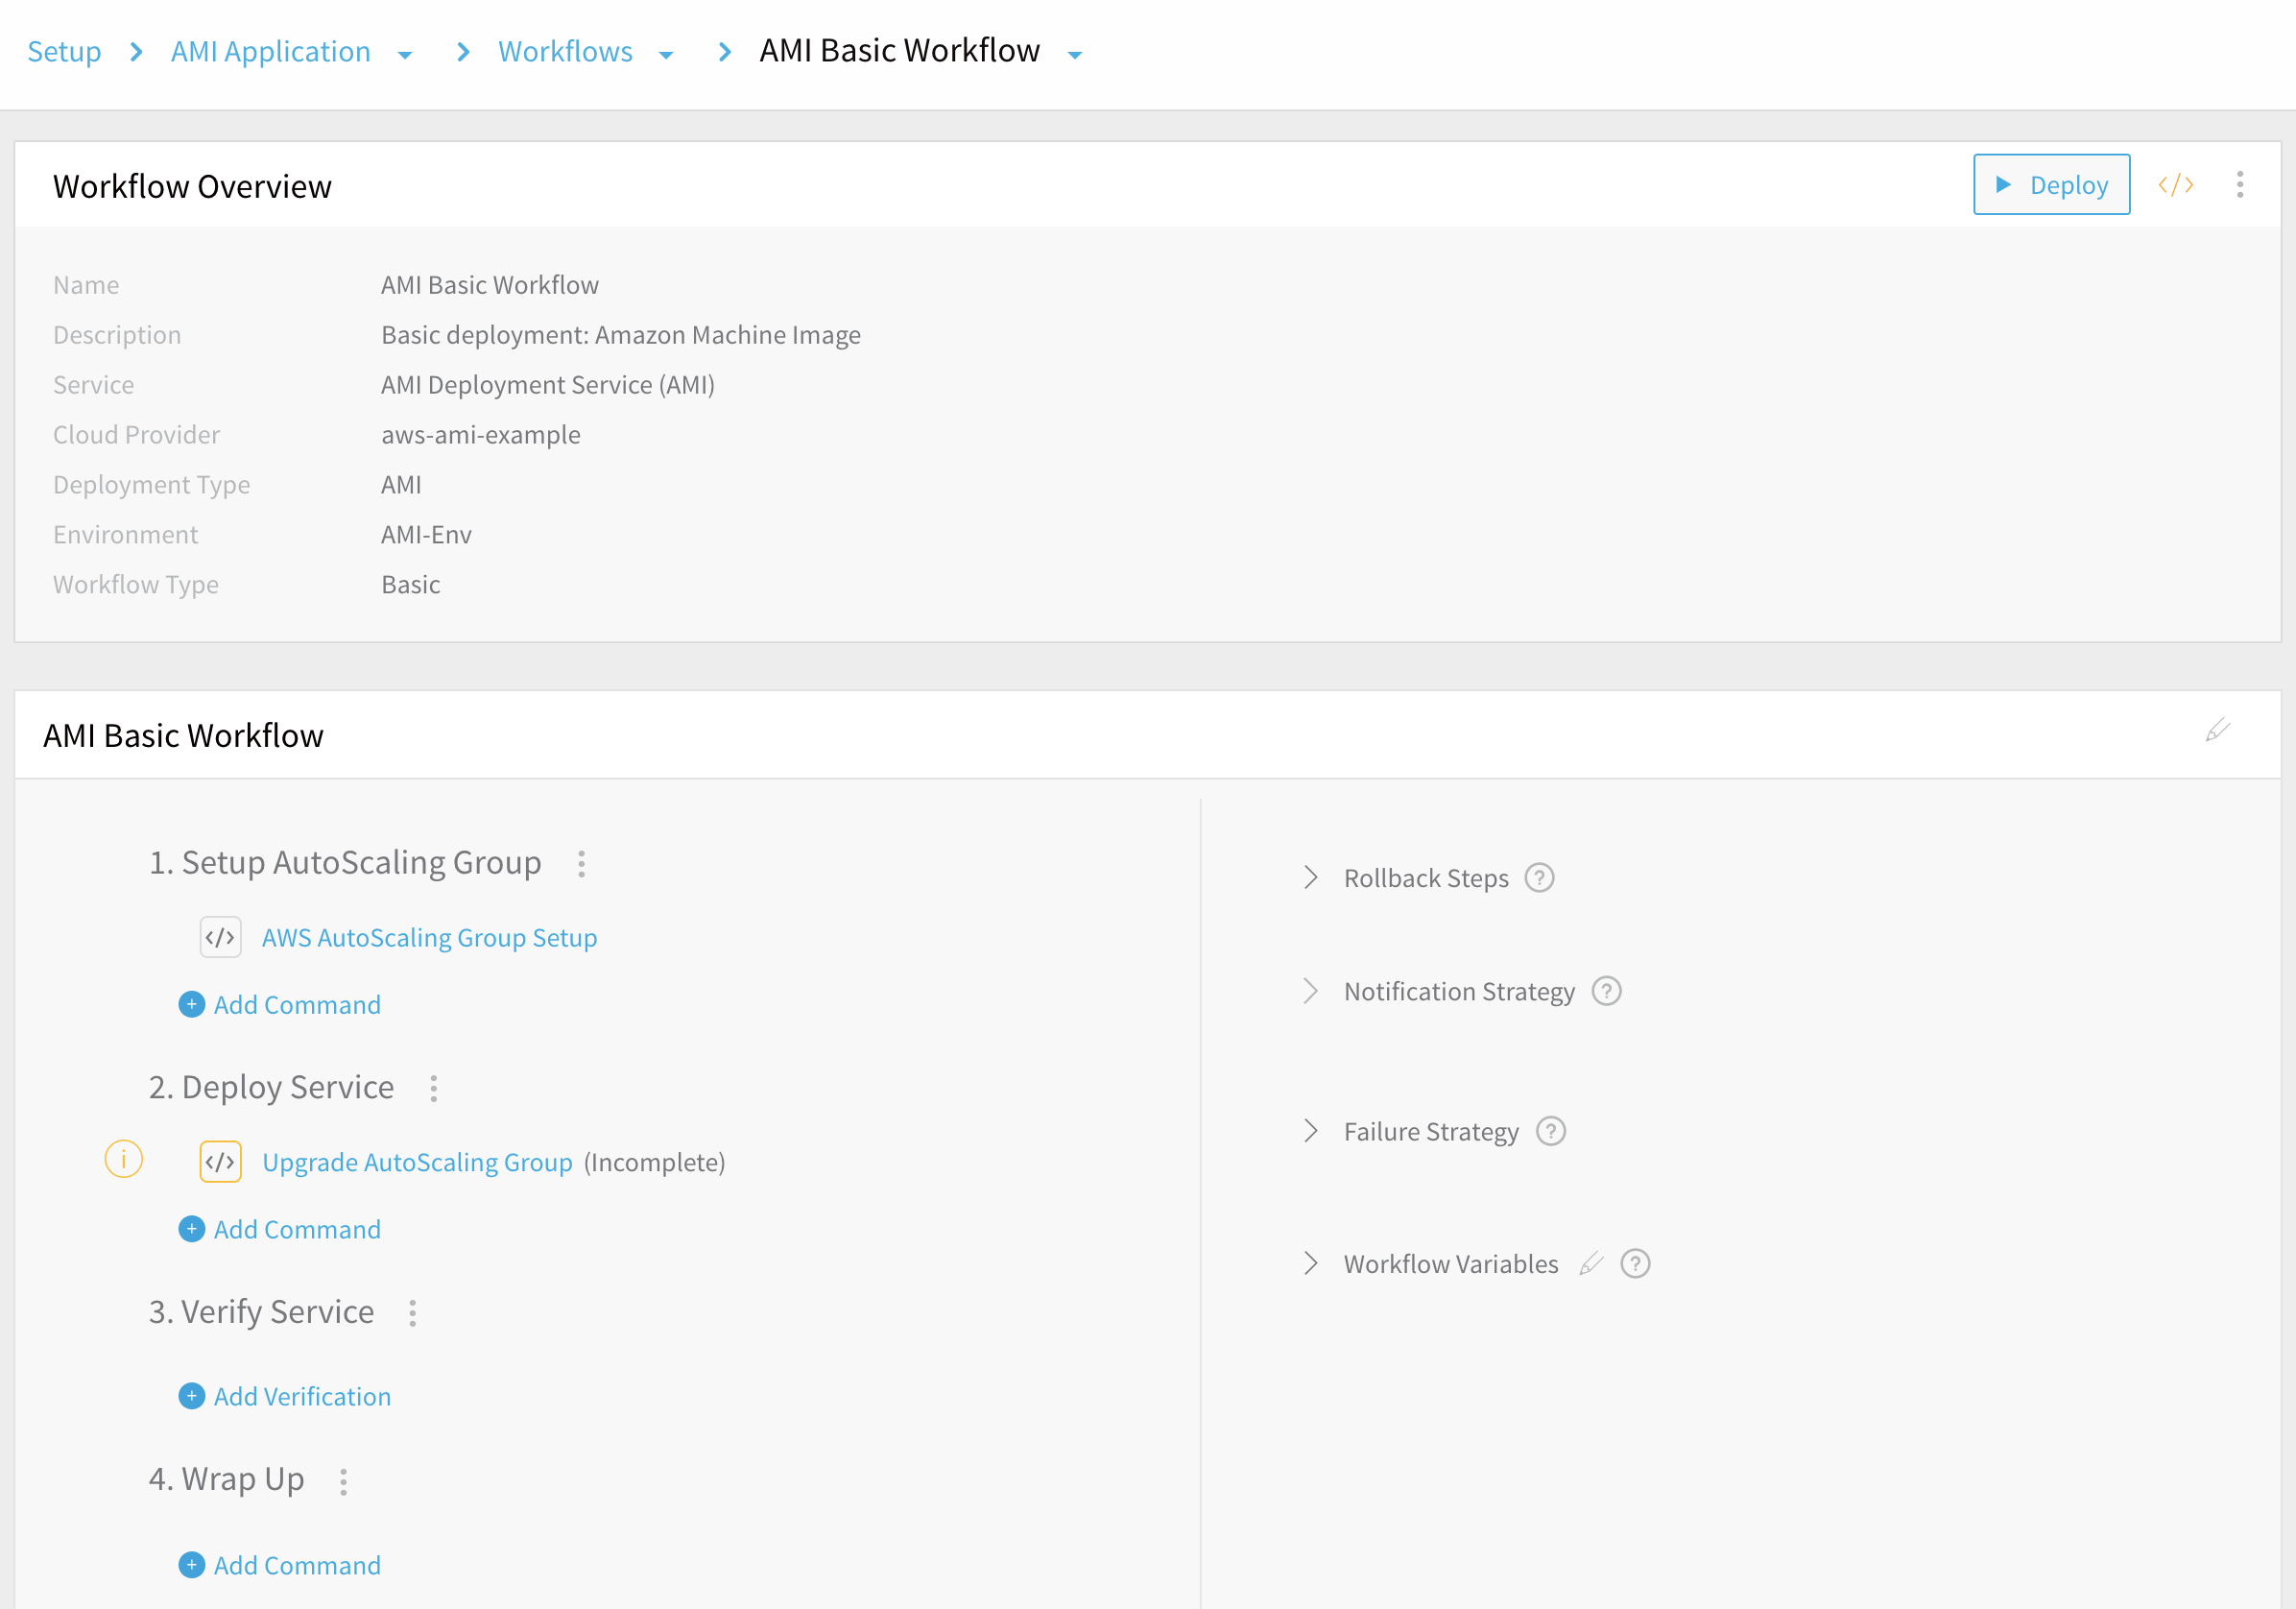 Setup AMI Application Workflows AMI Basic Workflow
Workflow Overview
Deploy
Name AMI Basic Workflow
Description Basic deployment: Amazon Machine Image
Service AMI Deployment Service (AMI)
Cloud Provider aws-ami-example
Deployment Type AMI
Environment AMI-Env
Workflow Type Basic
AMI Basic Workflow
1. Setup AutoScaling Group
AWS AutoScaling Group Setup
Add Command
2. Deploy Service
Upgrade AutoScaling Group (Incomplete)
Add Command
3. Verify Service
Add Verification
4. Wrap Up
Add Command
Rollback Steps
Notification Strategy
Failure Strategy
Workflow Variables